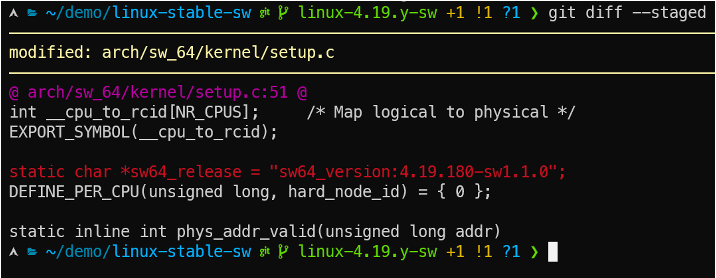 ~/demo/linux-stable-sw git linux-4.19.y-sw +1 !1 ?1 ❯ git diff --staged
modified: arch/sw_64/kernel/setup.c
@ arch/sw_64/kernel/setup.c:51 @
int __cpu_to_rcid[NR_CPUS];     /* Map logical to physical */
EXPORT_SYMBOL(__cpu_to_rcid);
static char *sw64_release = "sw64_version:4.19.180-sw1.1.0";
DEFINE_PER_CPU(unsigned long, hard_node_id) = { 0 };
static inline int phys_addr_valid(unsigned long addr)
~/demo/linux-stable-sw git linux-4.19.y-sw +1 !1 ?1 ❯